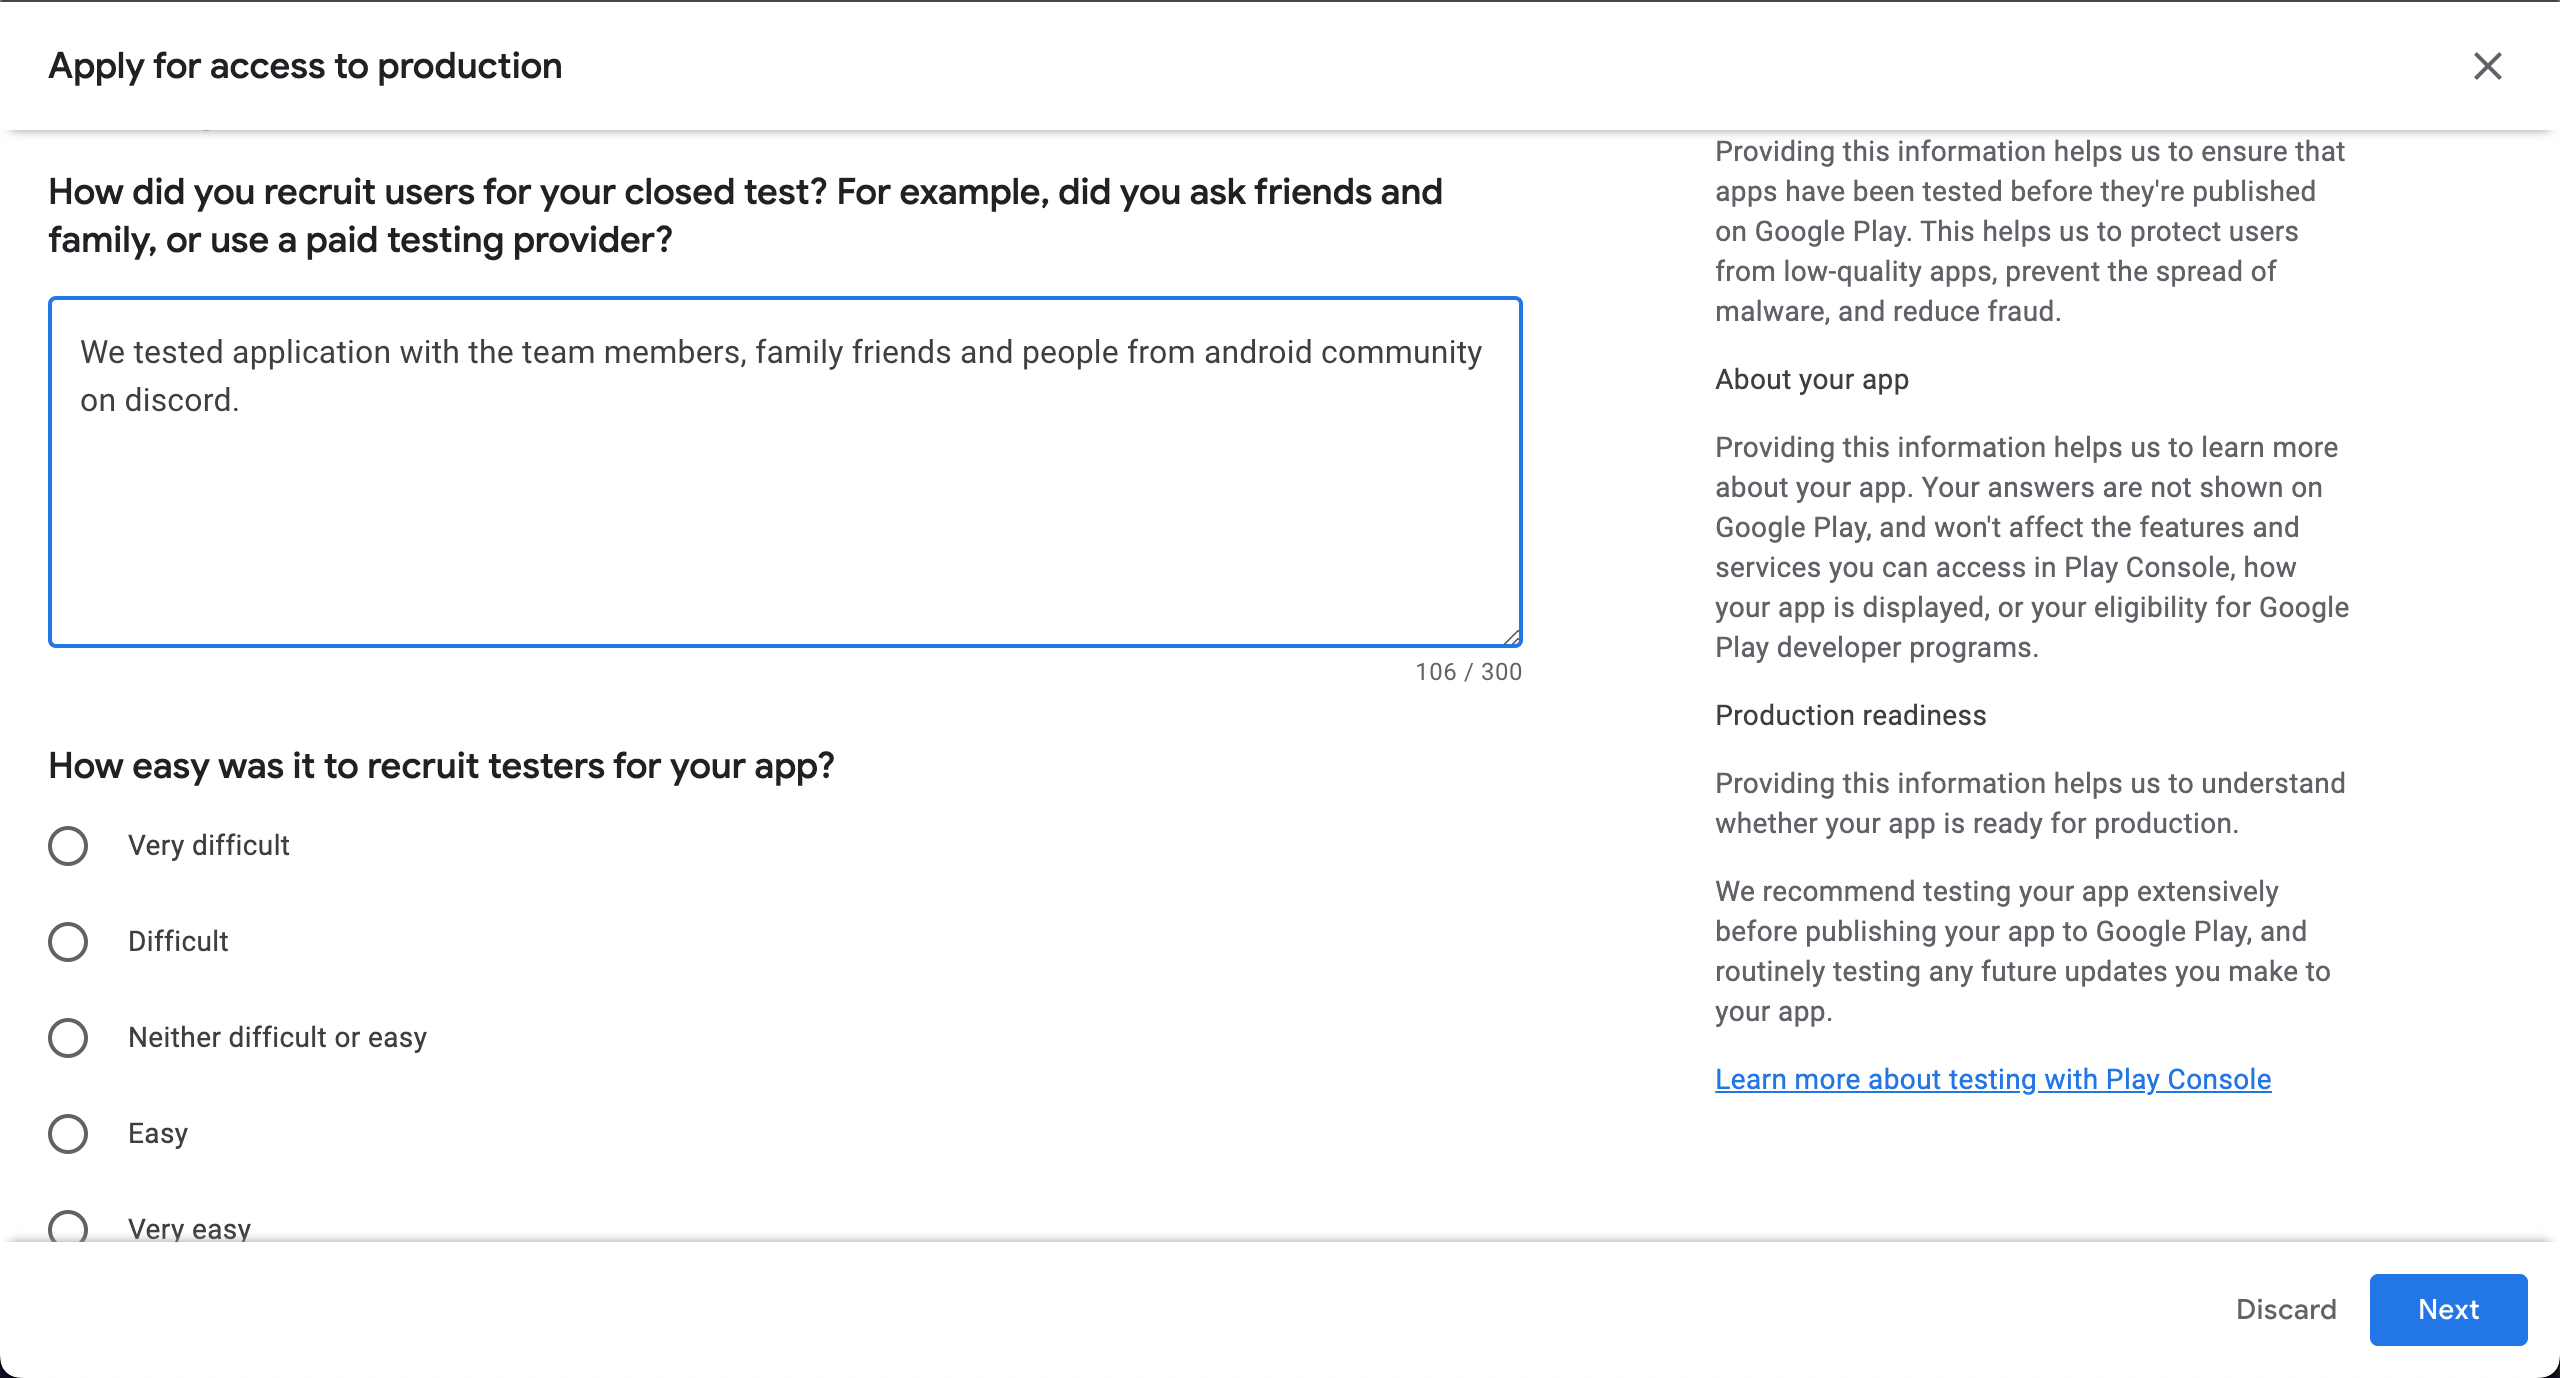 Apply for access to production
How did you recruit users for your closed test? For example, did you ask friends and
family, or use a paid testing provider?
We tested application with the team members, family friends and people from android community
on discord.
106 / 300
How easy was it to recruit testers for your app?
Very difficult
Difficult
Neither difficult or easy
Easy
Very easy
Providing this information helps us to ensure that
apps have been tested before they're published
on Google Play. This helps us to protect users
from low-quality apps, prevent the spread of
malware, and reduce fraud.
About your app
Providing this information helps us to learn more
about your app. Your answers are not shown on
Google Play, and won't affect the features and
services you can access in Play Console, how
your app is displayed, or your eligibility for Google
Play developer programs.
Production readiness
Providing this information helps us to understand
whether your app is ready for production.
We recommend testing your app extensively
before publishing your app to Google Play, and
routinely testing any future updates you make to
your app.
Learn more about testing with Play Console
Discard
Next